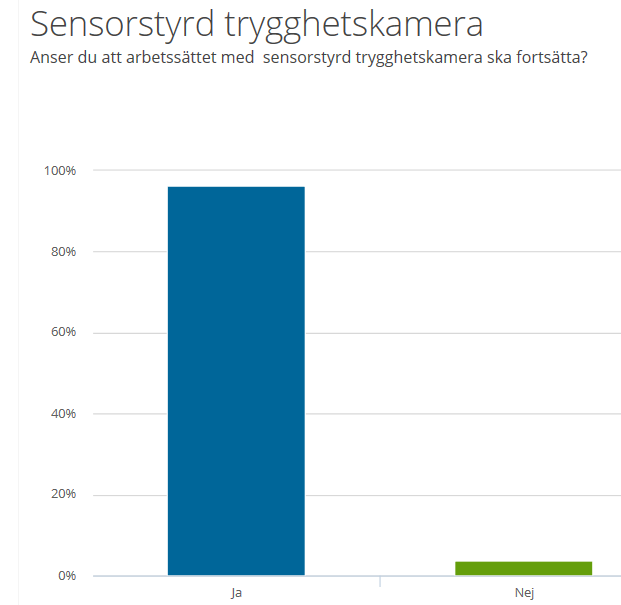 Sensorstyrd trygghetskamera
Anser du att arbetssättet med  sensorstyrd trygghetskamera ska fortsätta?
100%
80%
60%
40%
20%
0%
Ja
Nej